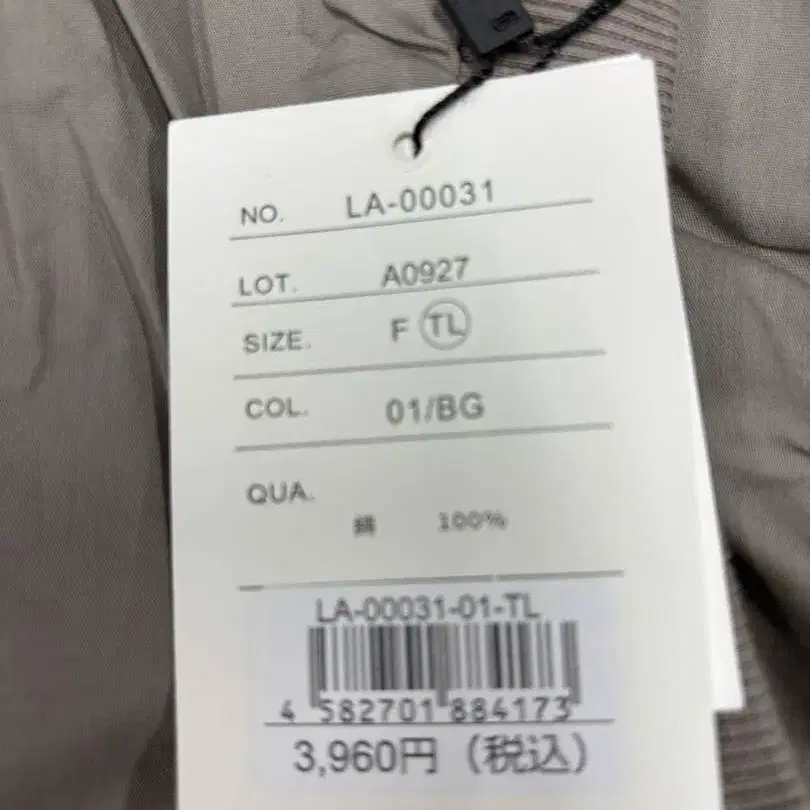 NO. LA-00031
LOT. A0927
SIZE. F TL
COL. 01/BG
QUA.
綿 100%
LA-00031-01-TL
4 582701 884173
3,960円（税込）